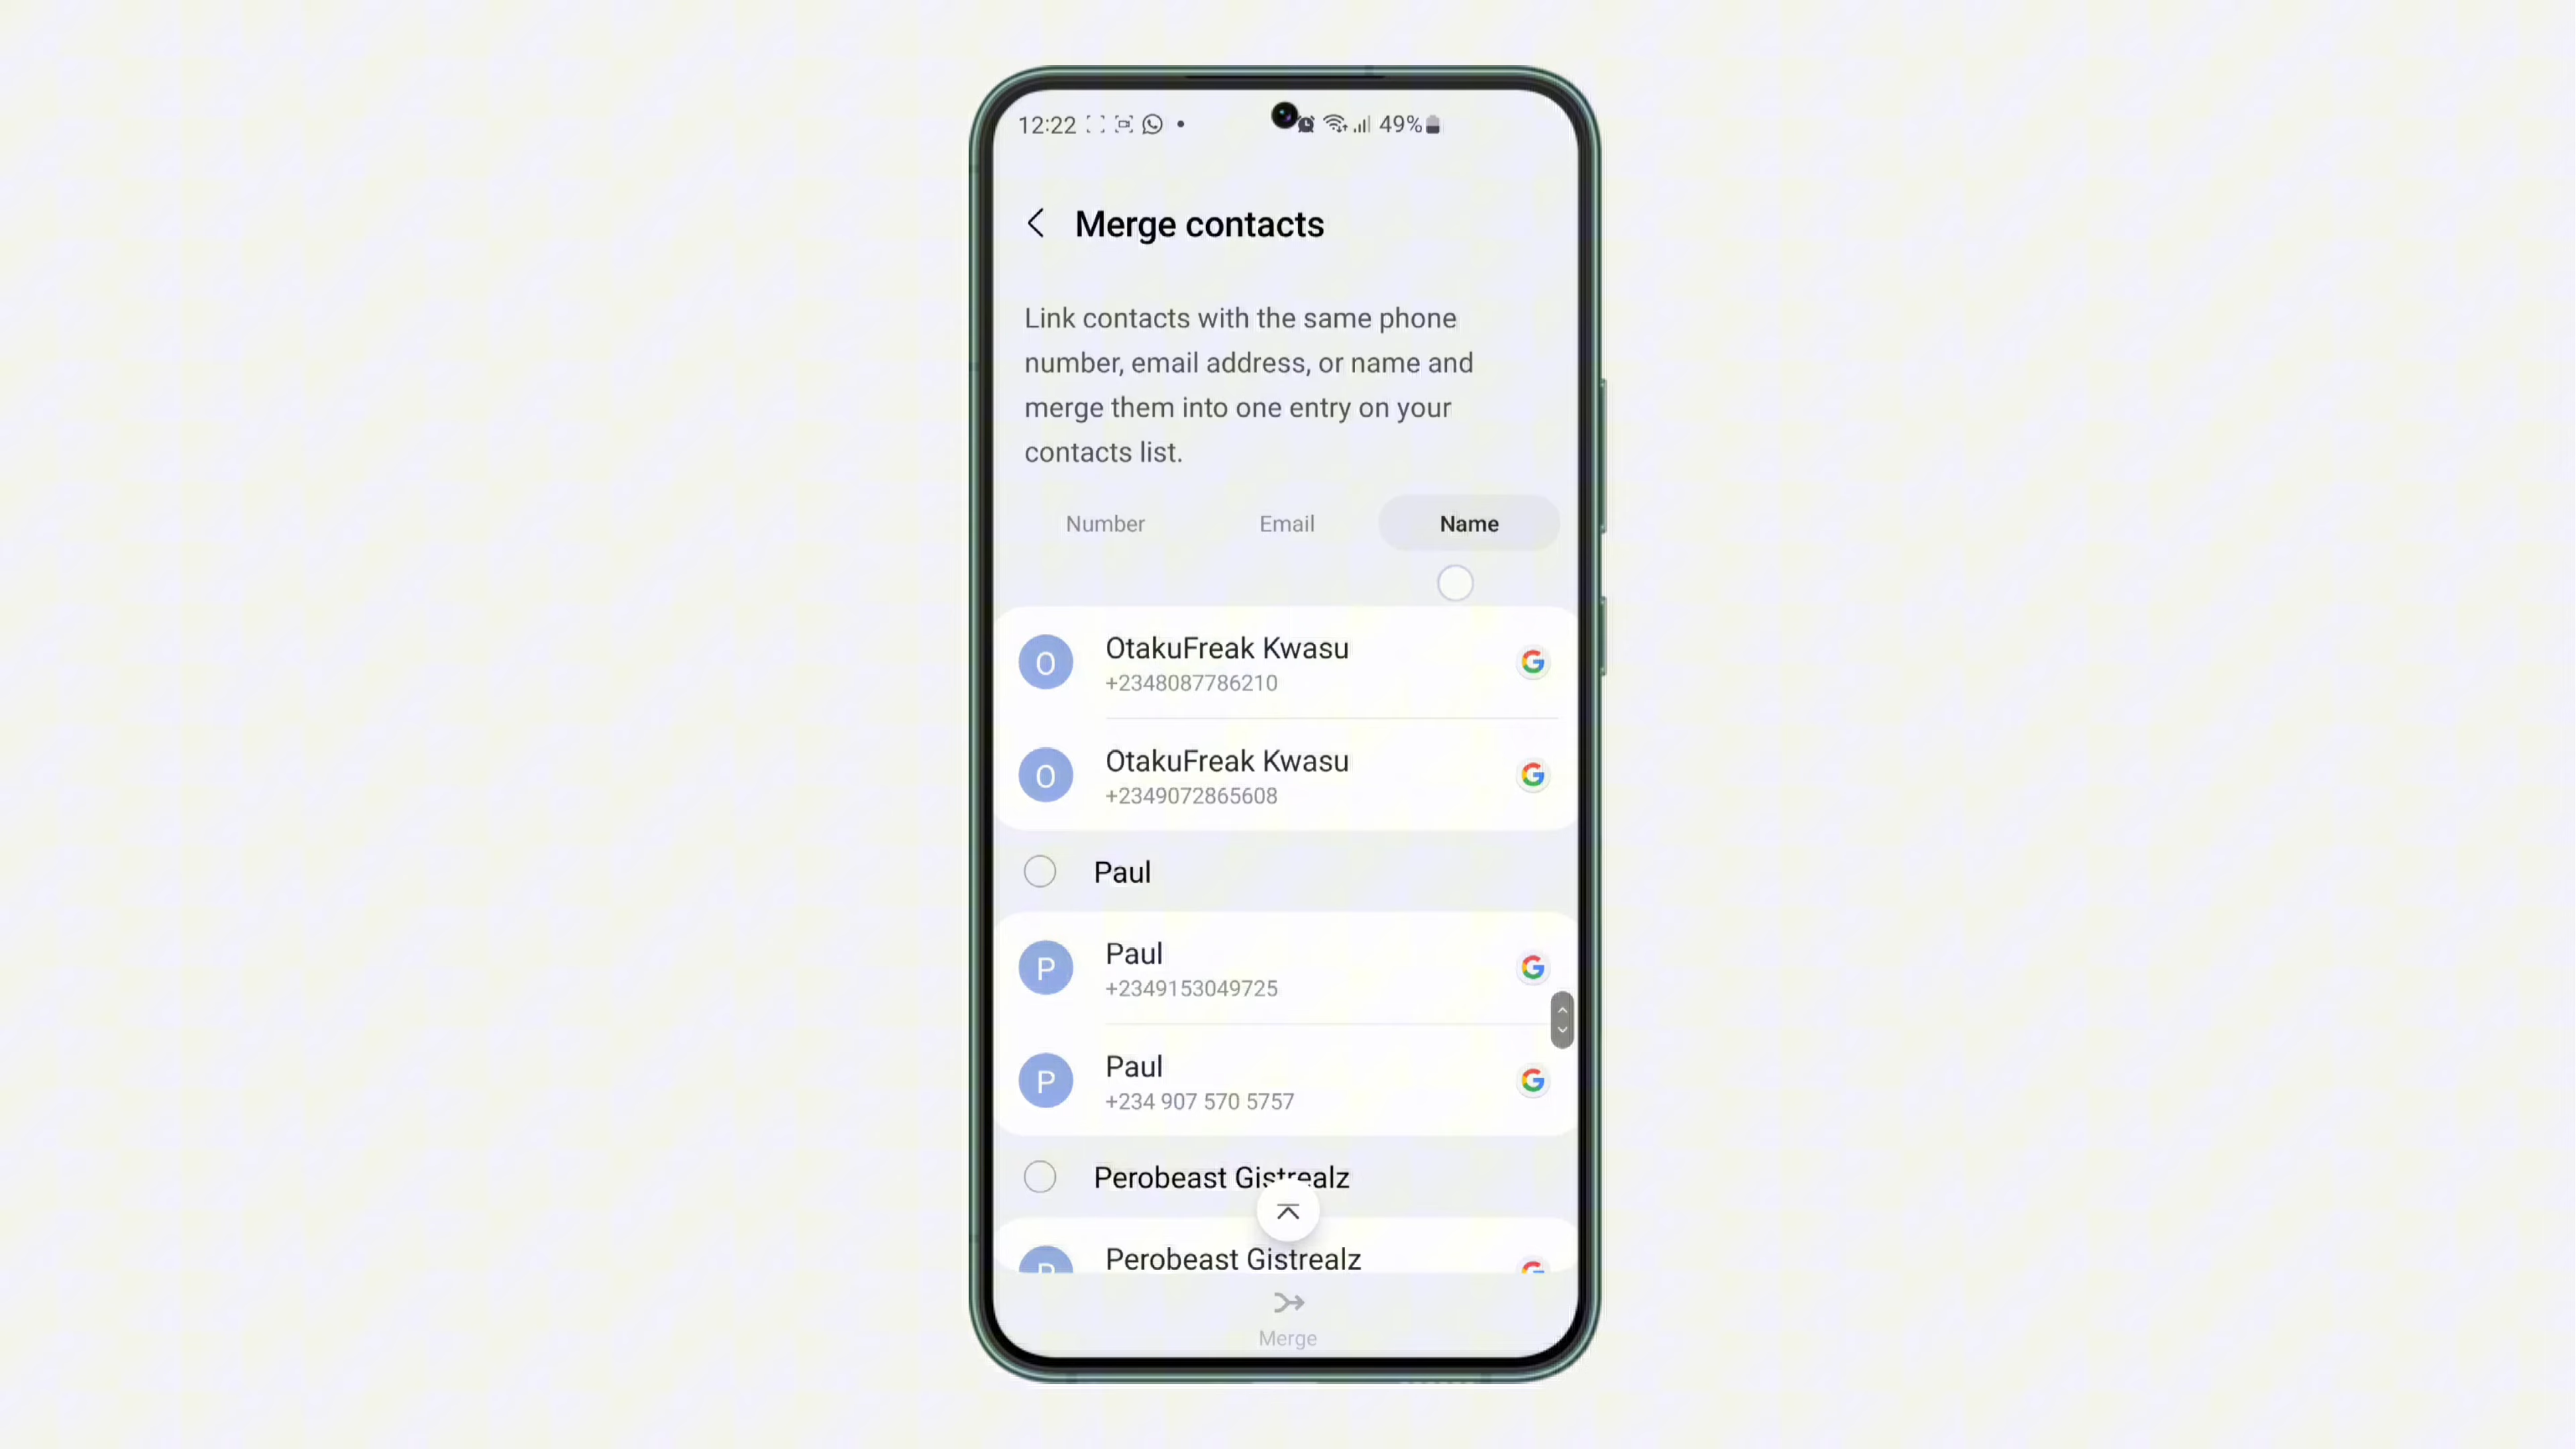 12:22
49%
Merge contacts
Link contacts with the same phone
number, email address, or name and
merge them into one entry on your
contacts list.
Number Email Name
O OtakuFreak Kwasu
+2348087786210
O OtakuFreak Kwasu
+2349072865608
Paul
P Paul
+2349153049725
P Paul
+234 907 570 5757
Perobeast Gistrealz
P Perobeast Gistrealz
Merge